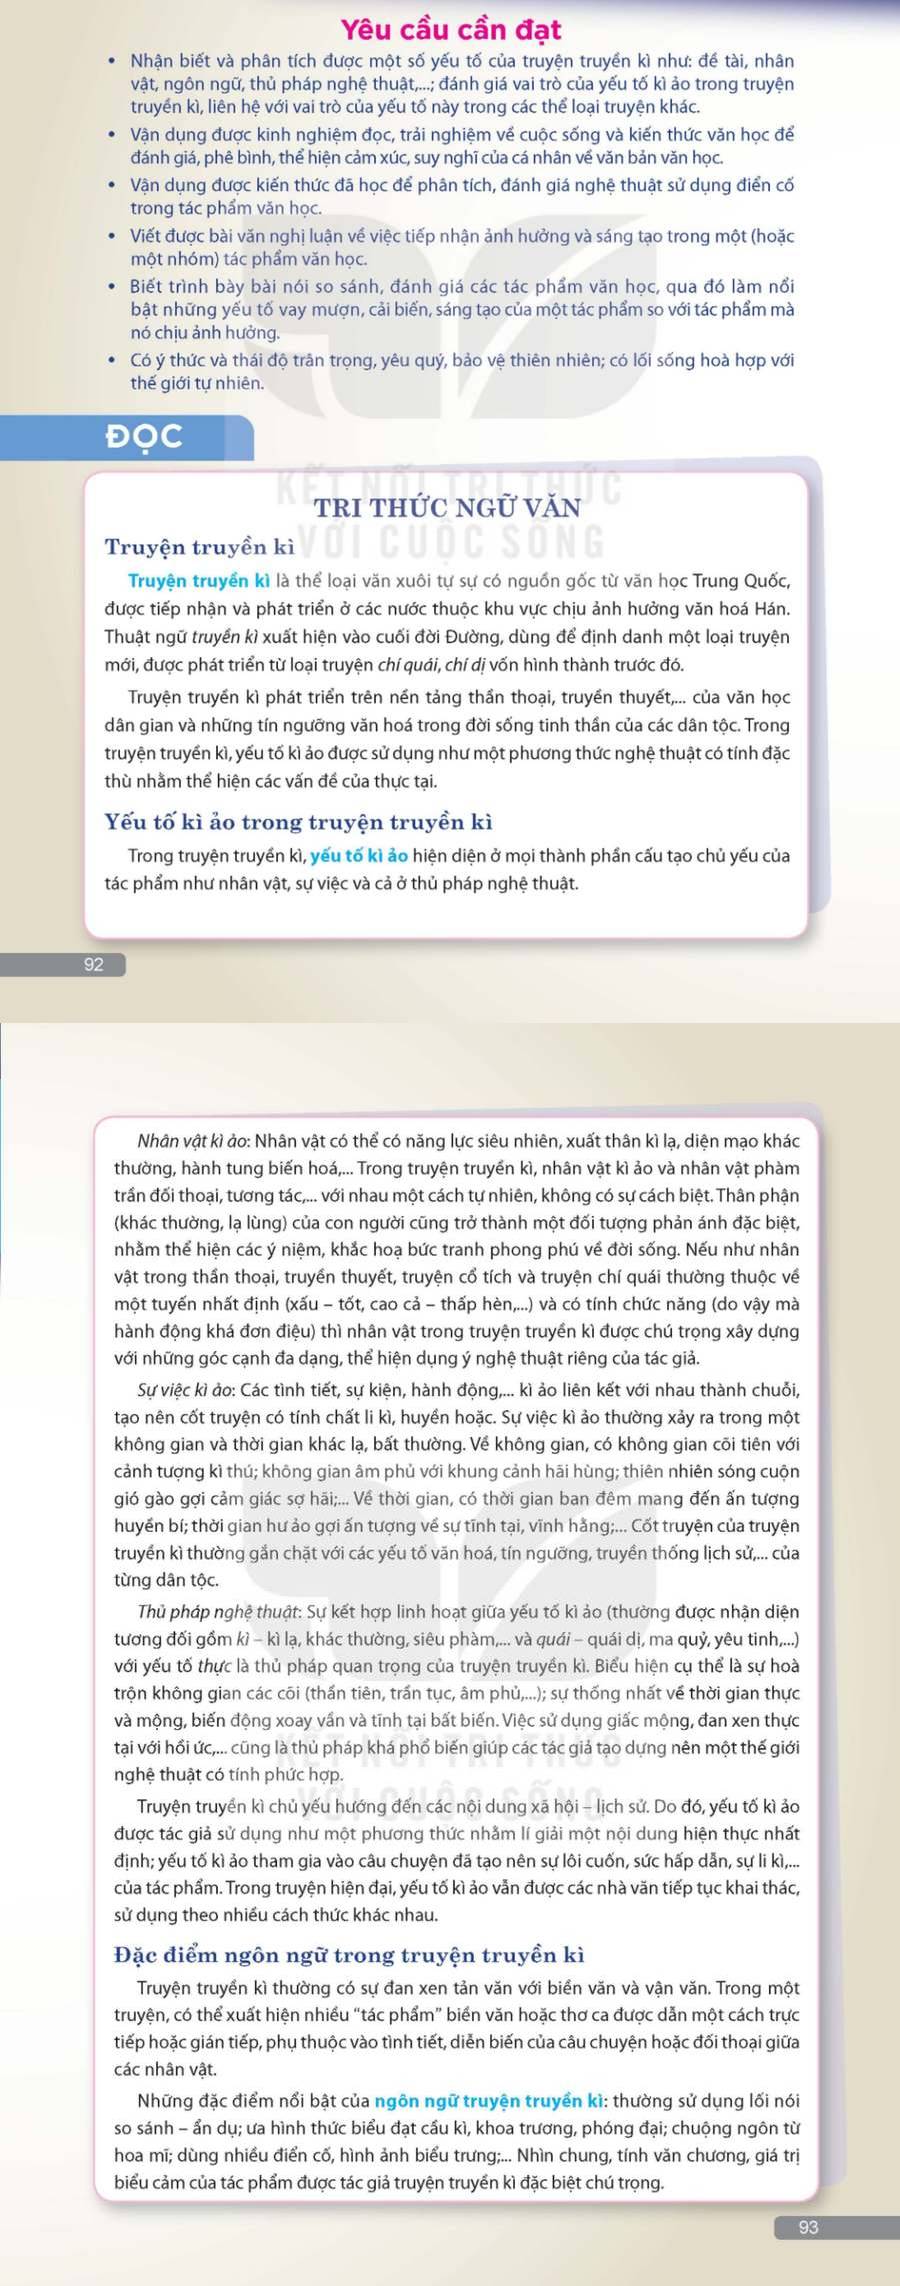 Yêu cầu cần đạt
• Nhận biết và phân tích được một số yếu tố của truyện truyền kì như: đề tài, nhân
vật, ngôn ngữ, thủ pháp nghệ thuật,...; đánh giá vai trò của yếu tố kì ảo trong truyện
truyền kì, liên hệ với vai trò của yếu tố này trong các thể loại truyện khác.
• Vận dụng được kinh nghiệm đọc, trải nghiệm về cuộc sống và kiến thức văn học để
đánh giá, phê bình, thể hiện cảm xúc, suy nghĩ của cá nhân về văn bản văn học.
• Vận dụng được kiến thức đã học để phân tích, đánh giá nghệ thuật sử dụng điển cố
trong tác phẩm văn học.
• Viết được bài văn nghị luận về việc tiếp nhận ảnh hưởng và sáng tạo trong một (hoặc
một nhóm) tác phẩm văn học.
• Biết trình bày bài nói so sánh, đánh giá các tác phẩm văn học, qua đó làm nổi
bật những yếu tố vay mượn, cải biến, sáng tạo của một tác phẩm so với tác phẩm mà
nó chịu ảnh hưởng.
• Có ý thức và thái độ trân trọng, yêu quý, bảo vệ thiên nhiên; có lối sống hoà hợp với
thế giới tự nhiên.
ĐỌC
KẾT NỐI TRI THỨC
TRI THỨC NGỮ VĂN
VỚI CUỘC SỐNG
Truyện truyền kì
Truyện truyền kì là thể loại văn xuôi tự sự có nguồn gốc từ văn học Trung Quốc,
được tiếp nhận và phát triển ở các nước thuộc khu vực chịu ảnh hưởng văn hoá Hán.
Thuật ngữ truyền kì xuất hiện vào cuối đời Đường, dùng để định danh một loại truyện
mới, được phát triển từ loại truyện chí quái, chí dị vốn hình thành trước đó.
Truyện truyền kì phát triển trên nền tảng thần thoại, truyền thuyết,... của văn học
dân gian và những tín ngưỡng văn hoá trong đời sống tinh thần của các dân tộc. Trong
truyện truyền kì, yếu tố kì ảo được sử dụng như một phương thức nghệ thuật có tính đặc
thù nhằm thể hiện các vấn đề của thực tại.
Yếu tố kì ảo trong truyện truyền kì
Trong truyện truyền kì, yếu tố kì ảo hiện diện ở mọi thành phần cấu tạo chủ yếu của
tác phẩm như nhân vật, sự việc và cả ở thủ pháp nghệ thuật.
92
Nhân vật kì ảo: Nhân vật có thể có năng lực siêu nhiên, xuất thân kì lạ, diện mạo khác
thường, hành tung biến hoá,... Trong truyện truyền kì, nhân vật kì ảo và nhân vật phàm
trần đối thoại, tương tác,... với nhau một cách tự nhiên, không có sự cách biệt. Thân phận
(khác thường, lạ lùng) của con người cũng trở thành một đối tượng phản ánh đặc biệt,
nhằm thể hiện các ý niệm, khắc hoạ bức tranh phong phú về đời sống. Nếu như nhân
vật trong thần thoại, truyền thuyết, truyện cổ tích và truyện chí quái thường thuộc về
một tuyến nhất định (xấu – tốt, cao cả – thấp hèn,...) và có tính chức năng (do vậy mà
hành động khá đơn điệu) thì nhân vật trong truyện truyền kì được chú trọng xây dựng
với những góc cạnh đa dạng, thể hiện dụng ý nghệ thuật riêng của tác giả.
Sự việc kì ảo: Các tình tiết, sự kiện, hành động,... kì ảo liên kết với nhau thành chuỗi,
tạo nên cốt truyện có tính chất li kì, huyền hoặc. Sự việc kì ảo thường xảy ra trong một
không gian và thời gian khác lạ, bất thường. Về không gian, có không gian cõi tiên với
cảnh tượng kì thú; không gian âm phủ với khung cảnh hãi hùng; thiên nhiên sóng cuộn
gió gào gợi cảm giác sợ hãi;... Về thời gian, có thời gian ban đêm mang đến ấn tượng
huyền bí; thời gian hư ảo gợi ấn tượng về sự tĩnh tại, vĩnh hằng;... Cốt truyện của truyện
truyền kì thường gắn chặt với các yếu tố văn hoá, tín ngưỡng, truyền thống lịch sử,... của
từng dân tộc.
Thủ pháp nghệ thuật: Sự kết hợp linh hoạt giữa yếu tố kì ảo (thường được nhận diện
tương đối gồm kì – kì lạ, khác thường, siêu phàm,... và quái – quái dị, ma quỷ, yêu tinh,...)
với yếu tố thực là thủ pháp quan trọng của truyện truyền kì. Biểu hiện cụ thể là sự hoà
trộn không gian các cõi (thần tiên, trần tục, âm phủ,...); sự thống nhất về thời gian thực
và mộng, biến động xoay vần và tĩnh tại bất biến. Việc sử dụng giấc mộng, đan xen thực
tại với hồi ức,... cũng là thủ pháp khá phổ biến giúp các tác giả tạo dựng nên một thế giới
KẾT NỐI TRI THỨC
nghệ thuật có tính phức hợp.
VỚI CUỘC SỐNG
Truyện truyền kì chủ yếu hướng đến các nội dung xã hội – lịch sử. Do đó, yếu tố kì ảo
được tác giả sử dụng như một phương thức nhằm lí giải một nội dung hiện thực nhất
định; yếu tố kì ảo tham gia vào câu chuyện đã tạo nên sự lôi cuốn, sức hấp dẫn, sự li kì,...
của tác phẩm. Trong truyện hiện đại, yếu tố kì ảo vẫn được các nhà văn tiếp tục khai thác,
sử dụng theo nhiều cách thức khác nhau.
Đặc điểm ngôn ngữ trong truyện truyền kì
Truyện truyền kì thường có sự đan xen tản văn với biền văn và vận văn. Trong một
truyện, có thể xuất hiện nhiều “tác phẩm” biền văn hoặc thơ ca được dẫn một cách trực
tiếp hoặc gián tiếp, phụ thuộc vào tình tiết, diễn biến của câu chuyện hoặc đối thoại giữa
các nhân vật.
Những đặc điểm nổi bật của ngôn ngữ truyện truyền kì: thường sử dụng lối nói
so sánh – ẩn dụ; ưa hình thức biểu đạt cầu kì, khoa trương, phóng đại; chuộng ngôn từ
hoa mĩ; dùng nhiều điển cố, hình ảnh biểu trưng;... Nhìn chung, tính văn chương, giá trị
biểu cảm của tác phẩm được tác giả truyện truyền kì đặc biệt chú trọng.
93